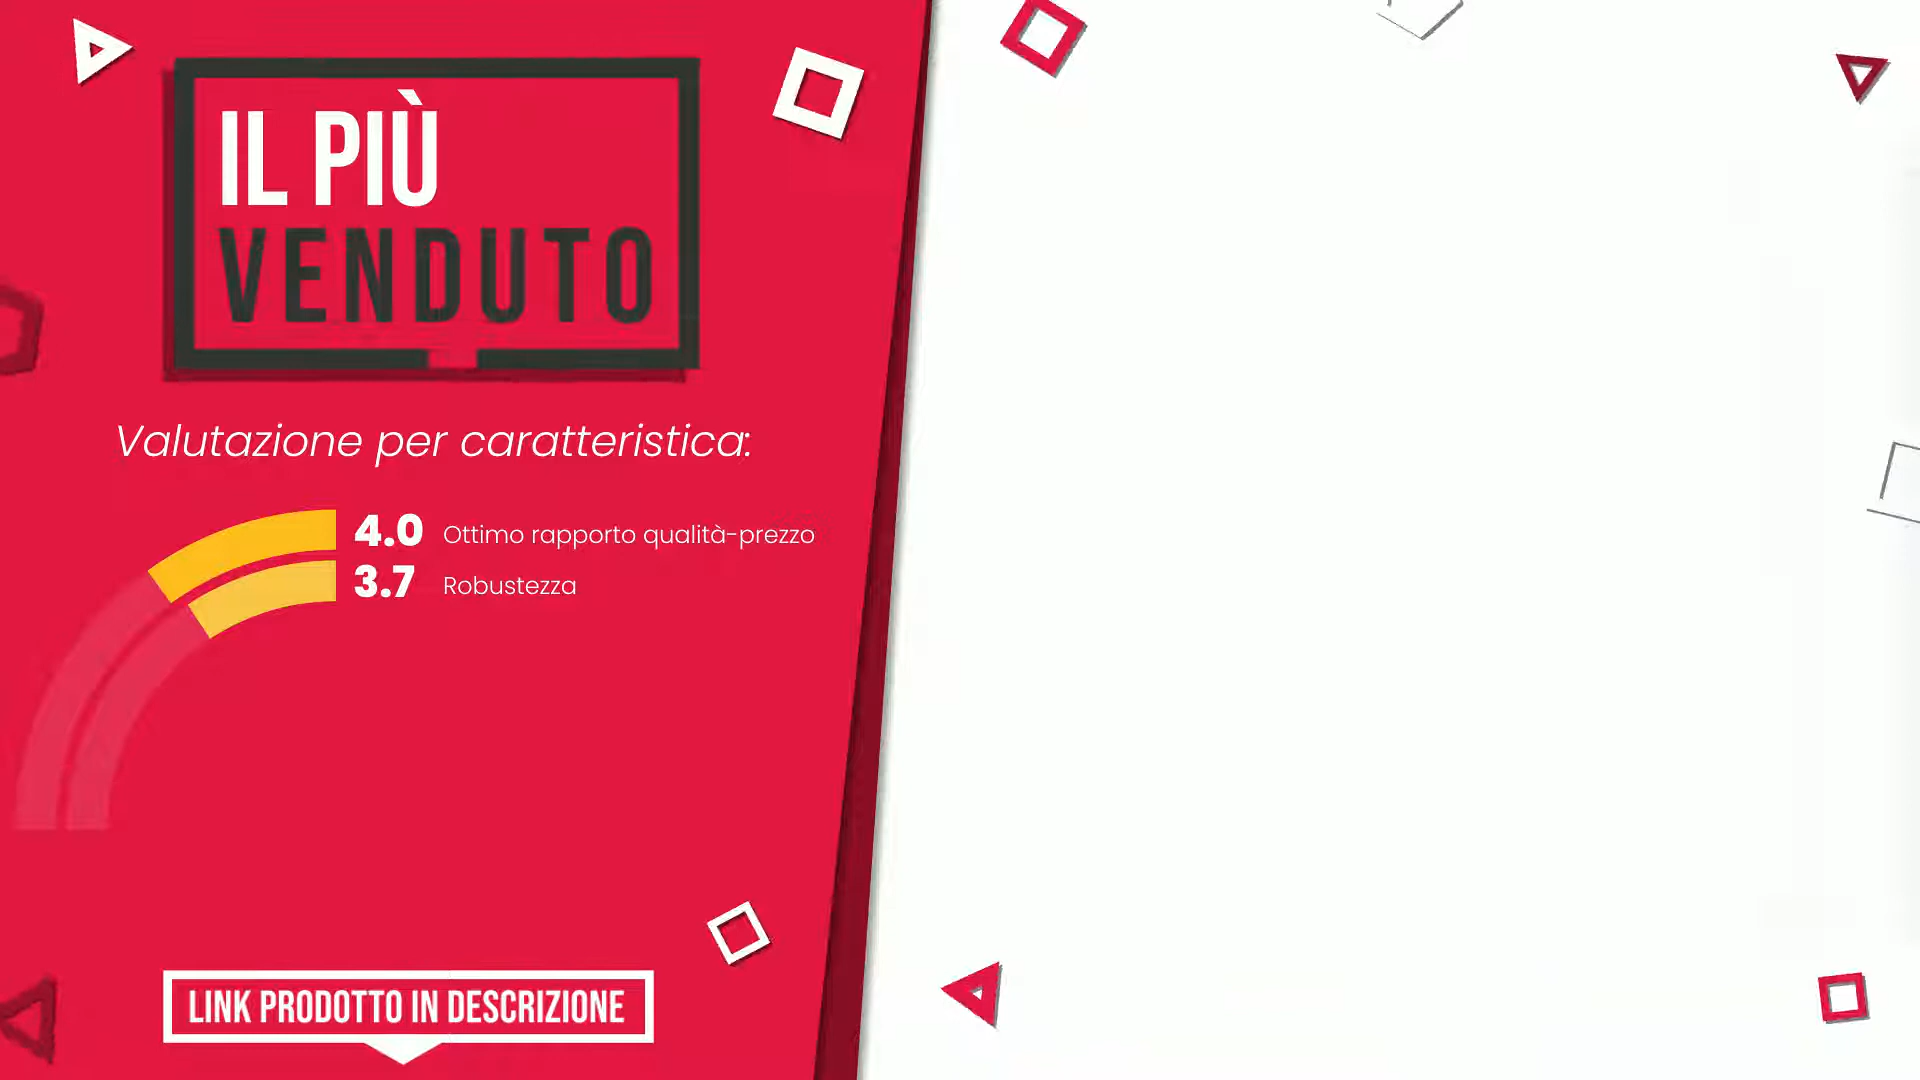 IL PIÙ
VENDUTO
Valutazione per caratteristica:
4.0 Ottimo rapporto qualità-prezzo
3.7 Robustezza
LINK PRODOTTO IN DESCRIZIONE